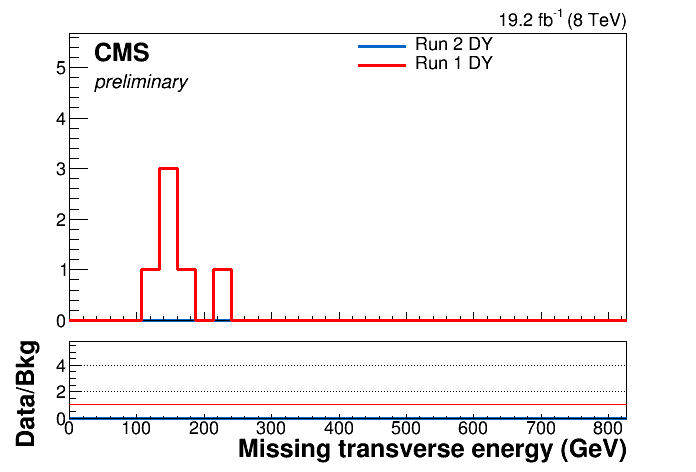 19.2 fb-1 (8 TeV)
CMS
preliminary
Run 2 DY
Run 1 DY
5
4
3
2
1
0
Data/Bkg
4
2
0
0 100 200 300 400 500 600 700 800
Missing transverse energy (GeV)